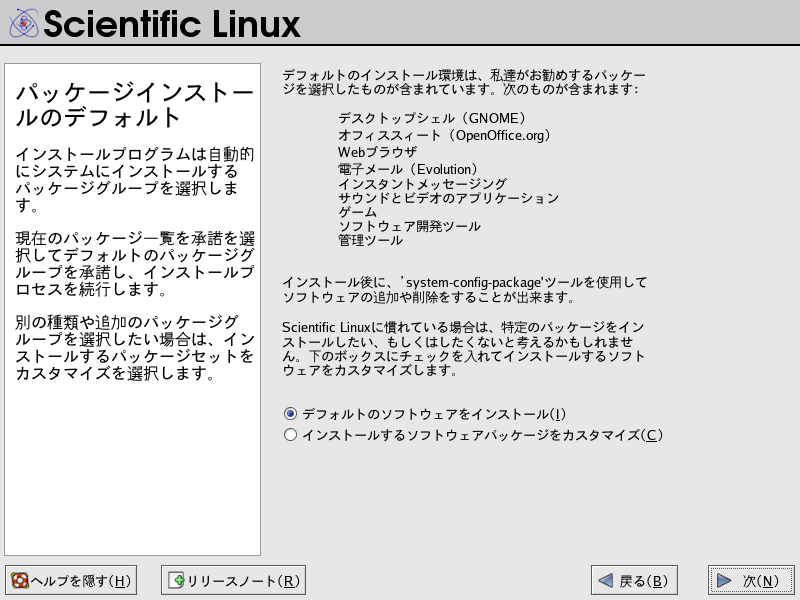 Scientific Linux
パッケージインストー
ルのデフォルト
インストールプログラムは自動的
にシステムにインストールする
パッケージグループを選択しま
す。
現在のパッケージ一覧を承諾を選
択してデフォルトのパッケージグ
ループを承諾し、インストールプ
ロセスを続行します。
別の種類や追加のパッケージグ
ループを選択したい場合は、イン
ストールするパッケージセットを
カスタマイズを選択します。
デフォルトのインストール環境は、私達がお勧めするパッケー
ジを選択したものが含まれています。次のものが含まれます:
デスクトップシェル（GNOME）
オフィススィート（OpenOffice.org）
Webブラウザ
電子メール（Evolution）
インスタントメッセージング
サウンドとビデオのアプリケーション
ゲーム
ソフトウェア開発ツール
管理ツール
インストール後に、'system-config-package'ツールを使用して
ソフトウェアの追加や削除をすることが出来ます。
Scientific Linuxに慣れている場合は、特定のパッケージをイン
ストールしたい、もしくはしたくないと考えるかもしれませ
ん。下のボックスにチェックを入れてインストールするソフト
ウェアをカスタマイズします。
デフォルトのソフトウェアをインストール(I)
インストールするソフトウェアパッケージをカスタマイズ(C)
ヘルプを隠す(H)
リリースノート(R)
戻る(B)
次(N)